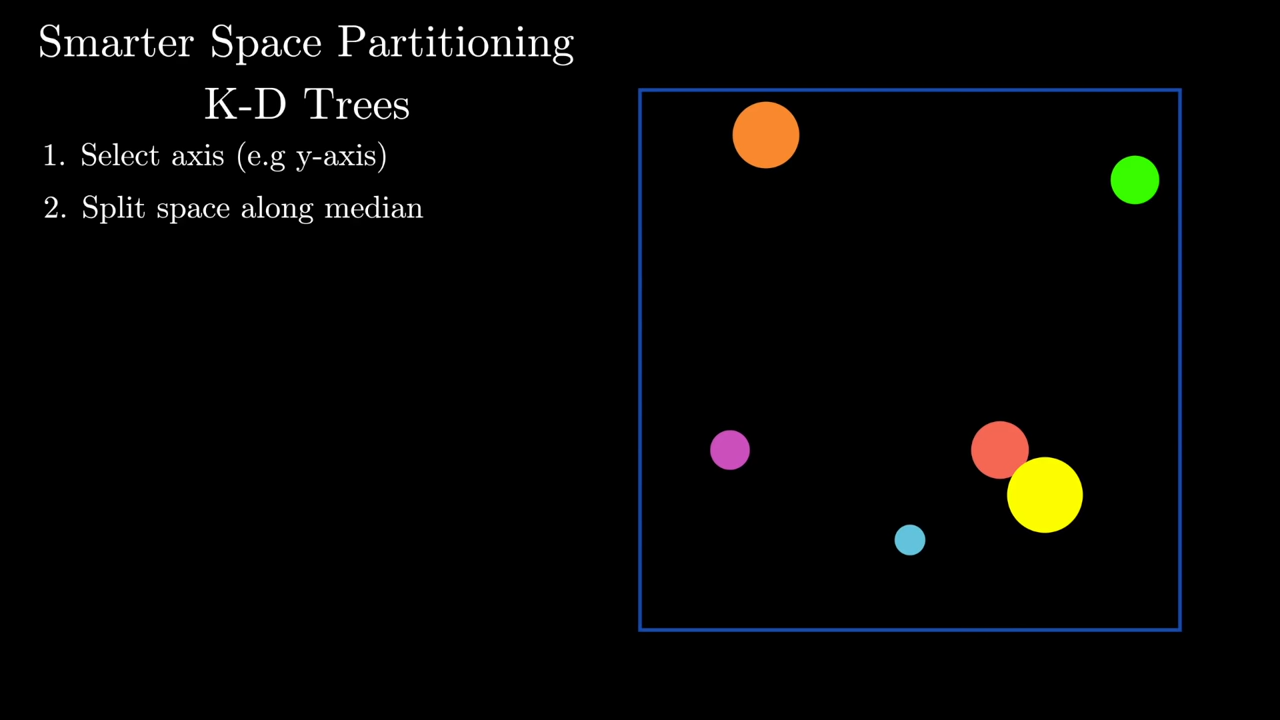 Smarter Space Partitioning
K-D Trees
1. Select axis (e.g y-axis)
2. Split space along median